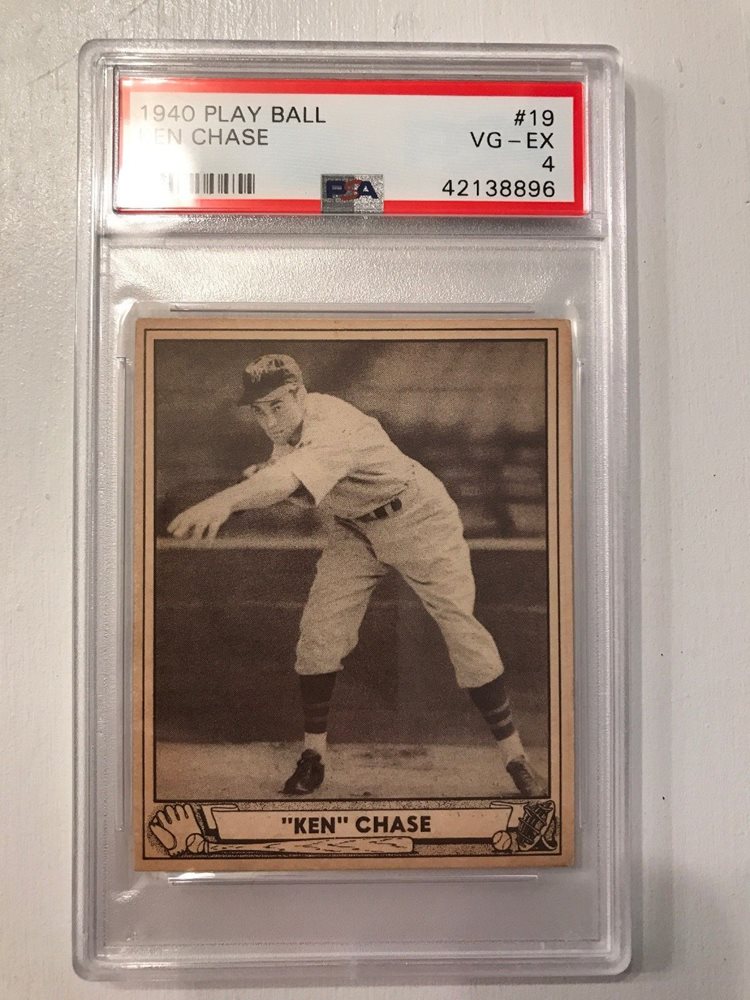 1940 PLAY BALL
KEN CHASE
#19
VG-EX
4
42138896
PSA
W
"KEN" CHASE